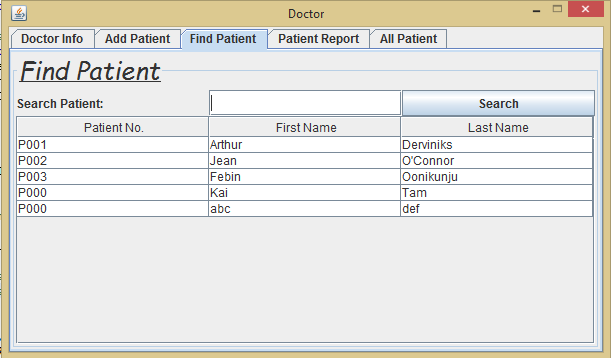 Doctor
Doctor Info Add Patient Find Patient Patient Report All Patient
Find Patient
Search Patient: Search
Patient No. First Name Last Name
P001 Arthur Derviniks
P002 Jean O'Connor
P003 Febin Oonikunju
P000 Kai Tam
P000 abc def